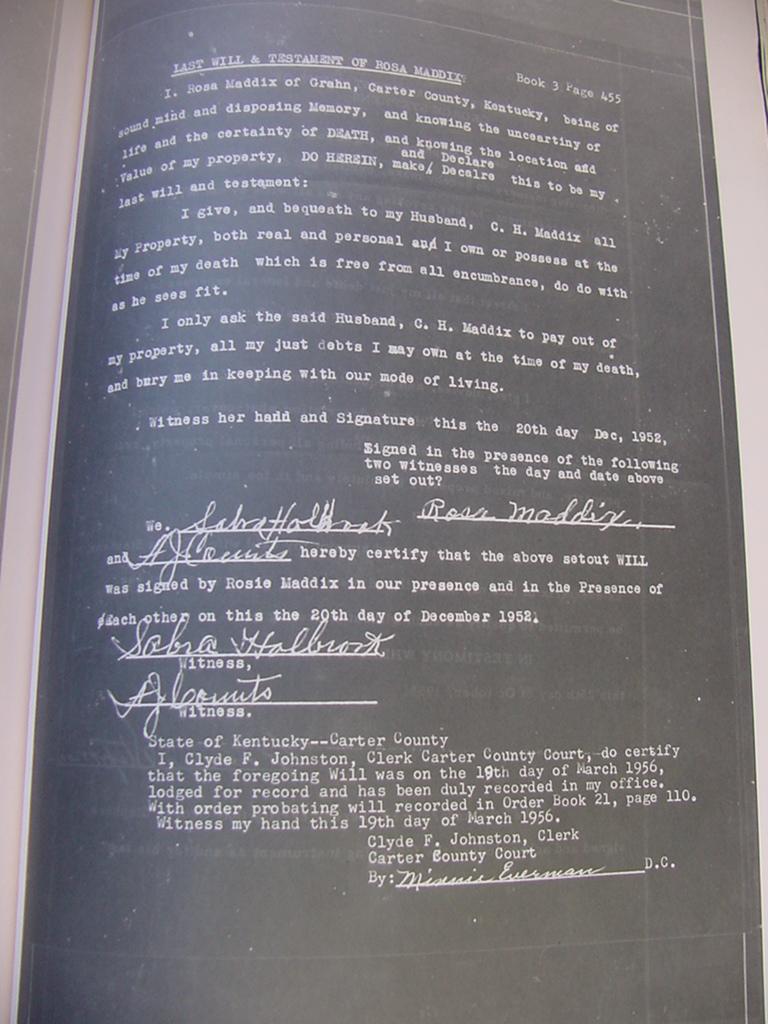 LAST WILL & TESTAMENT OF ROSA MADDIX
Book 3 Page 455
I. Rosa Maddix of Grahn, Carter County, Kentucky, being of
sound mind and disposing Memory, and knowing the unceartiny of
life and the certainty of DEATH, and knowing the location and
Value of my property, DO HEREIN, make/ Decalre this to be my
and Declare
last will and testament:
I give, and bequeath to my Husband, C. H. Maddix all
My Property, both real and personal and I own or possess at the
time of my death which is free from all encumbrance, do do with
as he sees fit.
I only ask the said Husband, C. H. Maddix to pay out of
my property, all my just debts I may own at the time of my death,
and bury me in keeping with our mode of living.
Witness her hand and Signature this the 20th day Dec, 1952,
Signed in the presence of the following
two witnesses the day and date above
set out?
Rosa Maddix
We. Sabra Holbrook
and A J Counts hereby certify that the above setout WILL
was signed by Rosie Maddix in our presence and in the Presence of
Each other on this the 20th day of December 1952.
Sabra Holbrook
Witness,
A J Counts
Witness.
State of Kentucky--Carter County
I, Clyde F. Johnston, Clerk Carter County Court, do certify
that the foregoing Will was on the 19th day of March 1956,
lodged for record and has been duly recorded in my office.
With order probating will recorded in Order Book 21, page 110.
Witness my hand this 19th day of March 1956.
Clyde F. Johnston, Clerk
Carter County Court
By: Minnie Everman D.C.